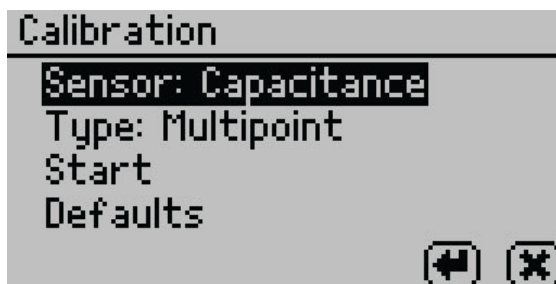 Calibration
Sensor: Capacitance
Type: Multipoint
Start
Defaults